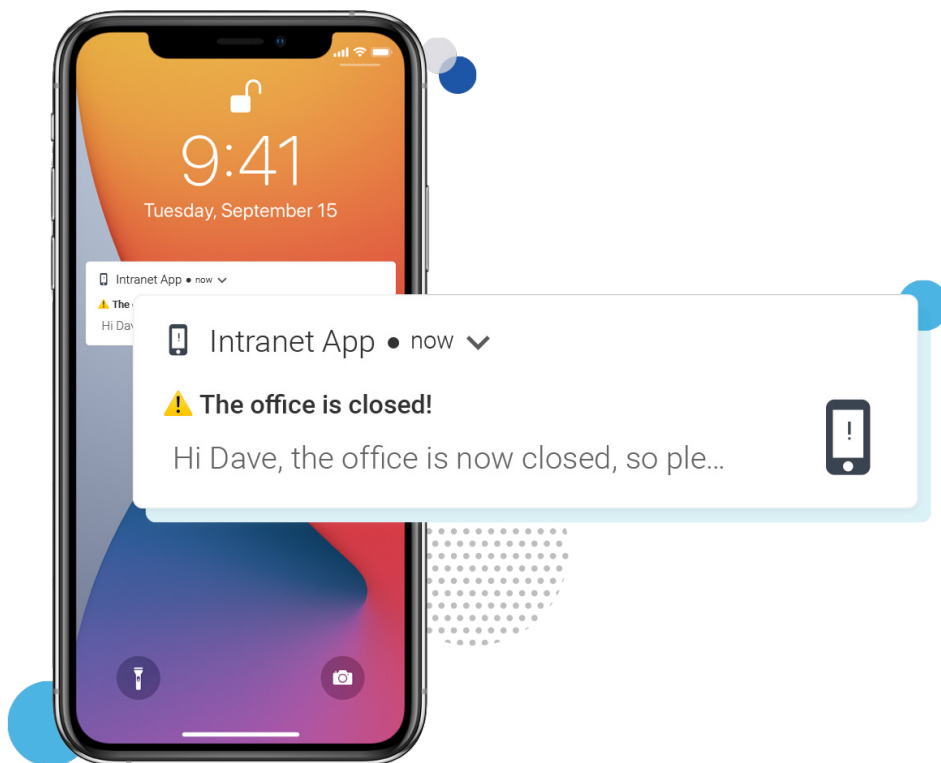 9:41
Tuesday, September 15
Intranet App • now
⚠ The
Hi Dav
Intranet App • now
⚠ The office is closed!
Hi Dave, the office is now closed, so ple...